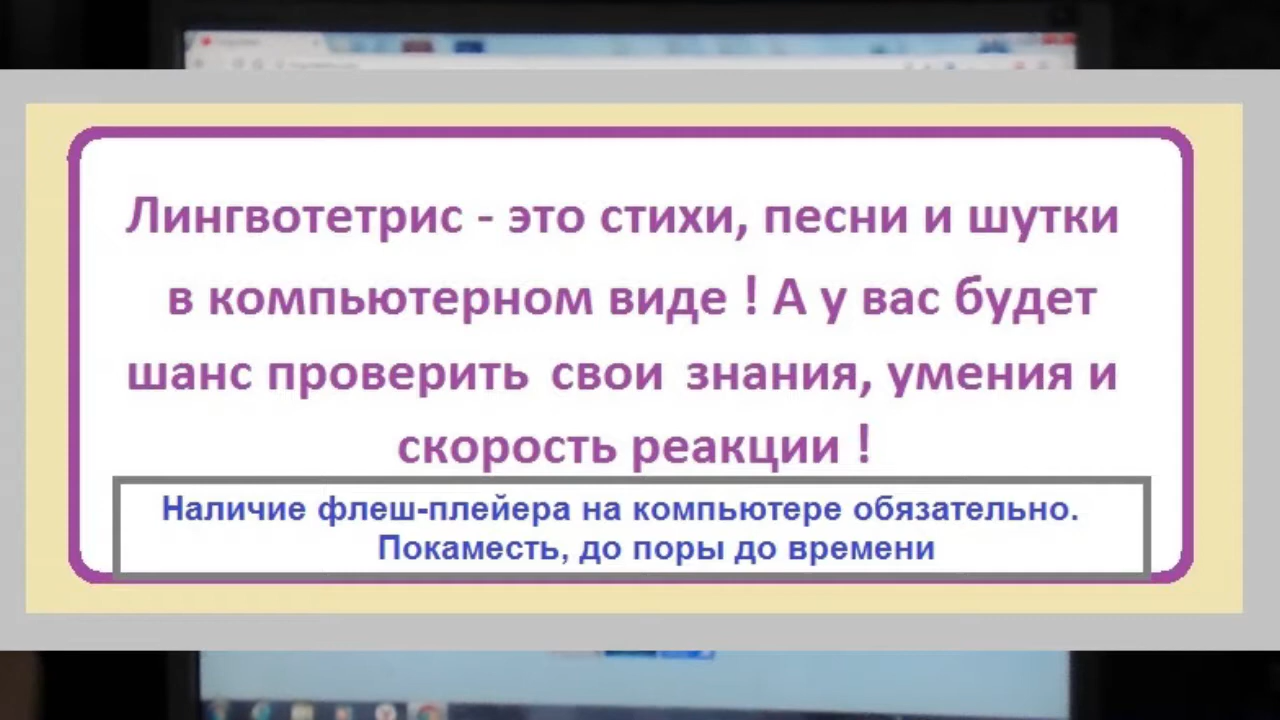 Лингвотетрис - это стихи, песни и шутки
в компьютерном виде ! А у вас будет
шанс проверить свои знания, умения и
скорость реакции !
Наличие флеш-плейера на компьютере обязательно.
Покаместь, до поры до времени